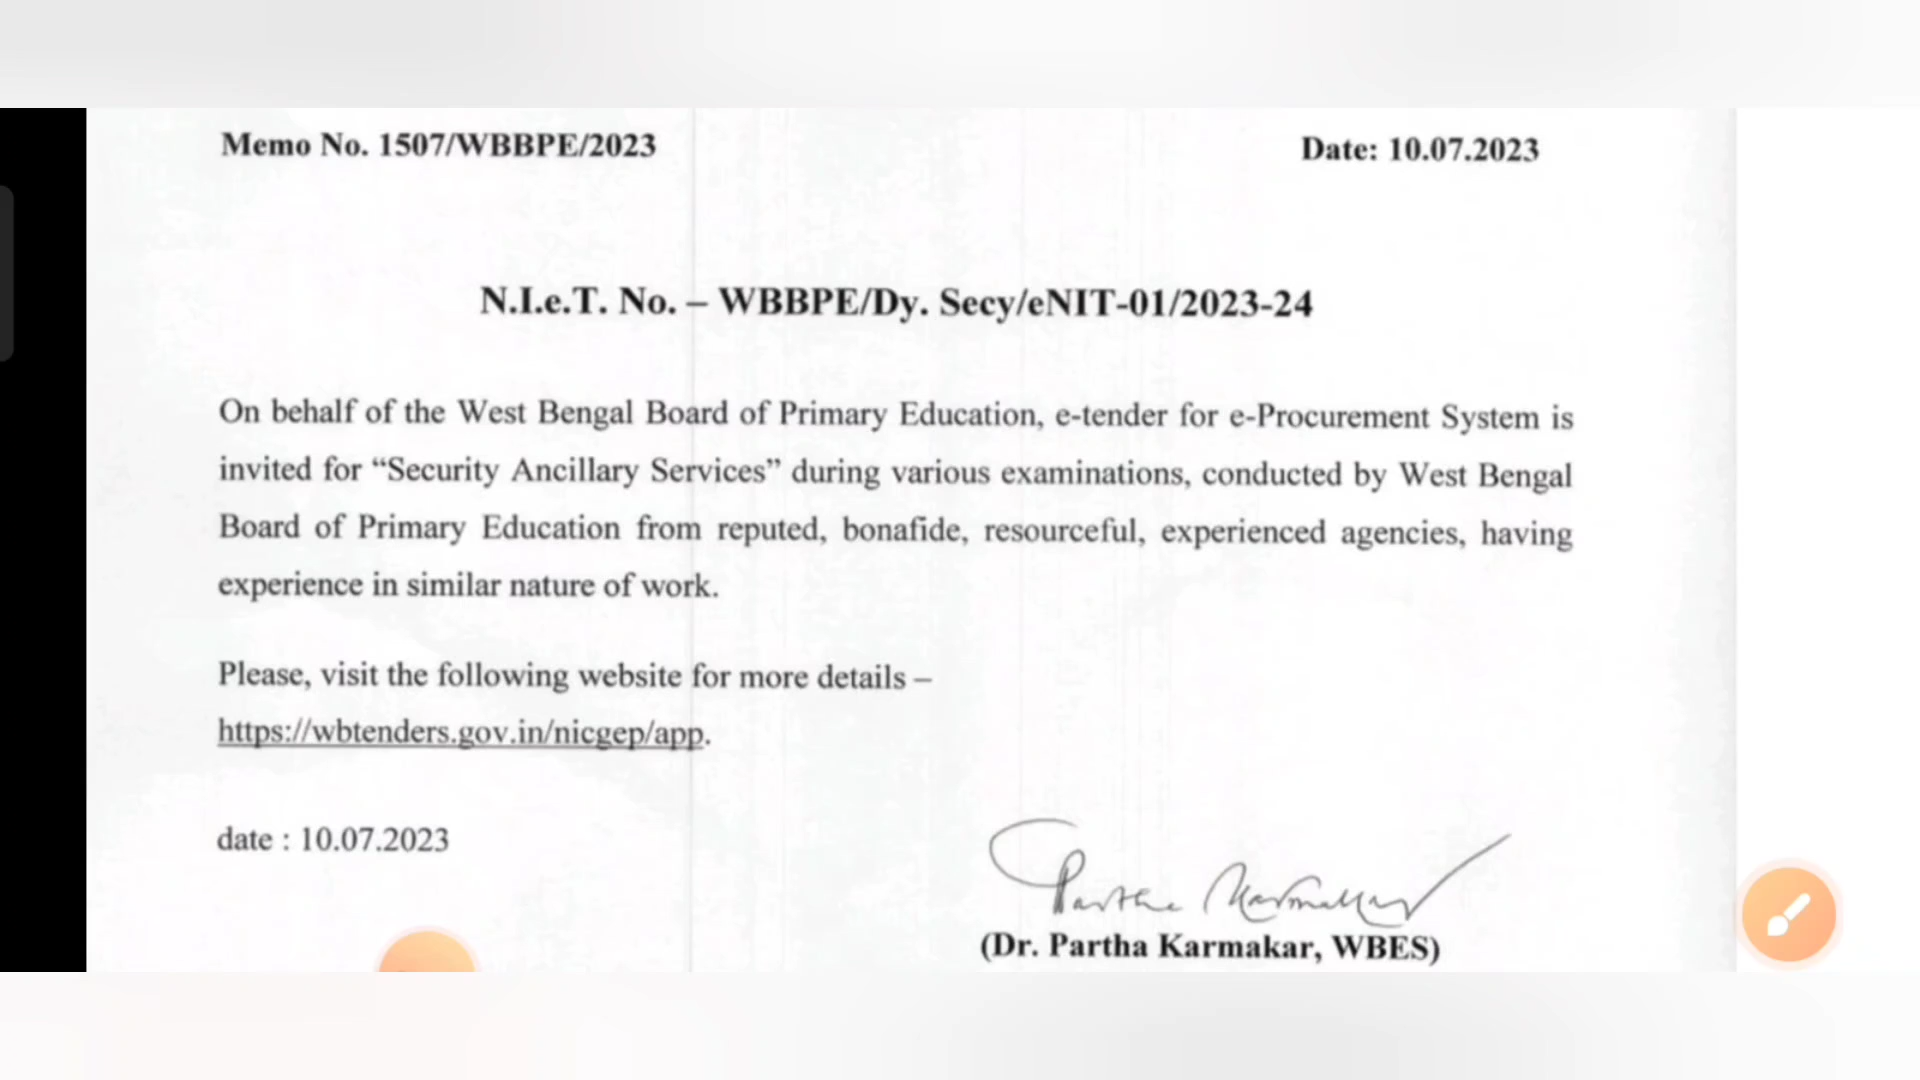 Memo No. 1507/WBBPE/2023
Date: 10.07.2023
N.I.e.T. No. – WBBPE/Dy. Secy/eNIT-01/2023-24
On behalf of the West Bengal Board of Primary Education, e-tender for e-Procurement System is
invited for “Security Ancillary Services” during various examinations, conducted by West Bengal
Board of Primary Education from reputed, bonafide, resourceful, experienced agencies, having
experience in similar nature of work.
Please, visit the following website for more details –
https://wbtenders.gov.in/nicgep/app.
date : 10.07.2023
Partha Karmakar
(Dr. Partha Karmakar, WBES)